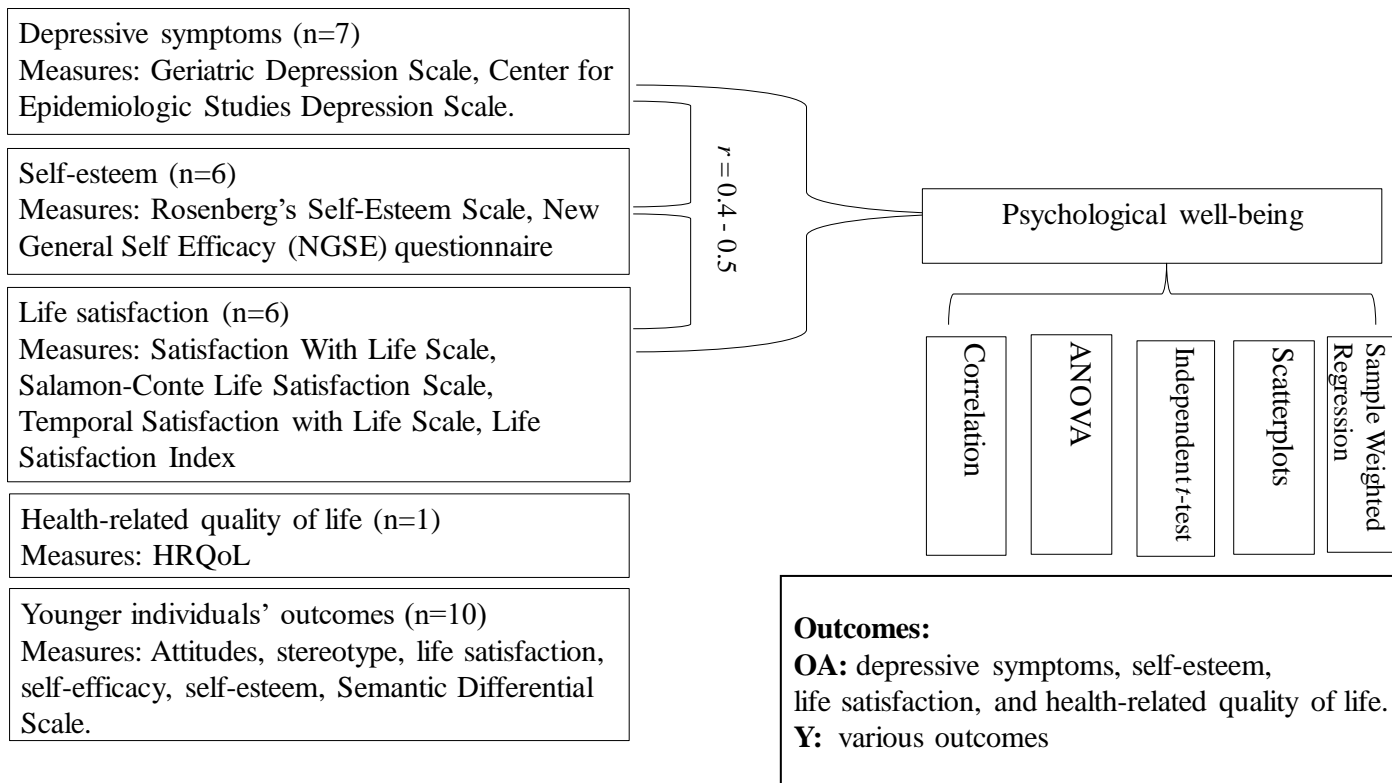 Depressive symptoms (n=7)
Measures: Geriatric Depression Scale, Center for
Epidemiologic Studies Depression Scale.
Self-esteem (n=6)
Measures: Rosenberg's Self-Esteem Scale, New
General Self Efficacy (NGSE) questionnaire
Life satisfaction (n=6)
Measures: Satisfaction With Life Scale,
Salamon-Conte Life Satisfaction Scale,
Temporal Satisfaction with Life Scale, Life
Satisfaction Index
Health-related quality of life (n=1)
Measures: HRQoL
Younger individuals' outcomes (n=10)
Measures: Attitudes, stereotype, life satisfaction,
self-efficacy, self-esteem, Semantic Differential
Scale.
r = 0.4 - 0.5
Psychological well-being
Correlation
ANOVA
Independent t-test
Scatterplots
Sample Weighted
Regression
Outcomes:
OA: depressive symptoms, self-esteem,
life satisfaction, and health-related quality of life.
Y: various outcomes